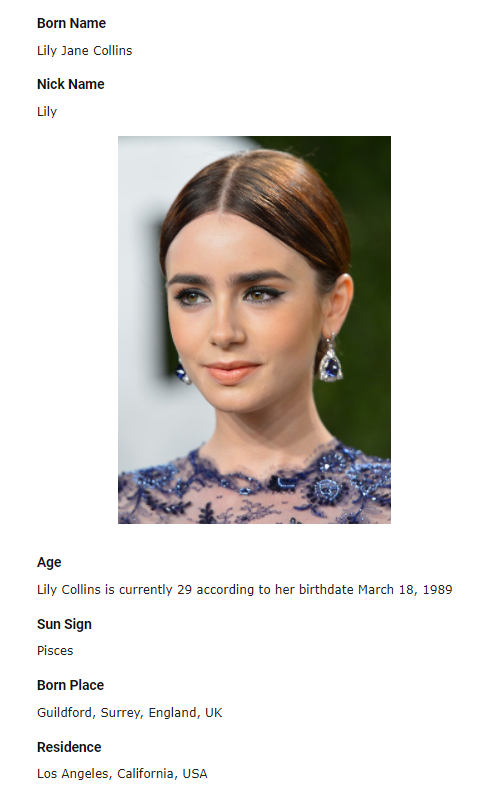 Born Name
Lily Jane Collins
Nick Name
Lily
Age
Lily Collins is currently 29 according to her birthdate March 18, 1989
Sun Sign
Pisces
Born Place
Guildford, Surrey, England, UK
Residence
Los Angeles, California, USA